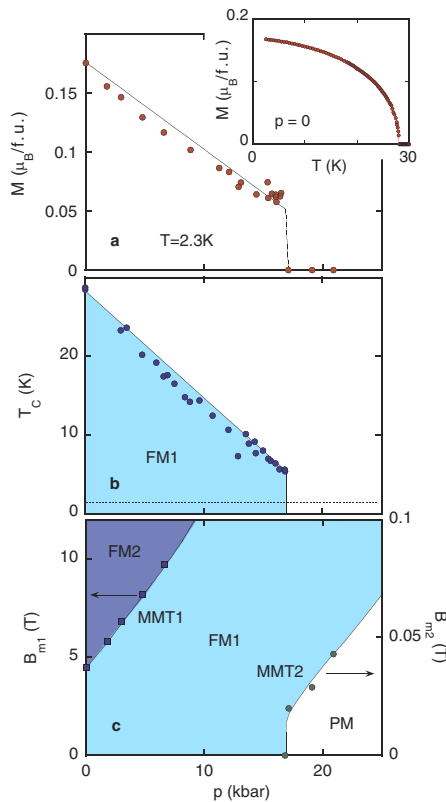 0.2
M (μB/f.u.)
p = 0
0
0
T (K)
30
0.15
0.1
0.05
0
M (μB/f.u.)
a
T=2.3K
20
10
0
TC (K)
FM1
b
10
5
0
Bm1 (T)
FM2
MMT1
FM1
MMT2
PM
c
0.1
0.05
0
Bm2 (T)
0
10
20
p (kbar)